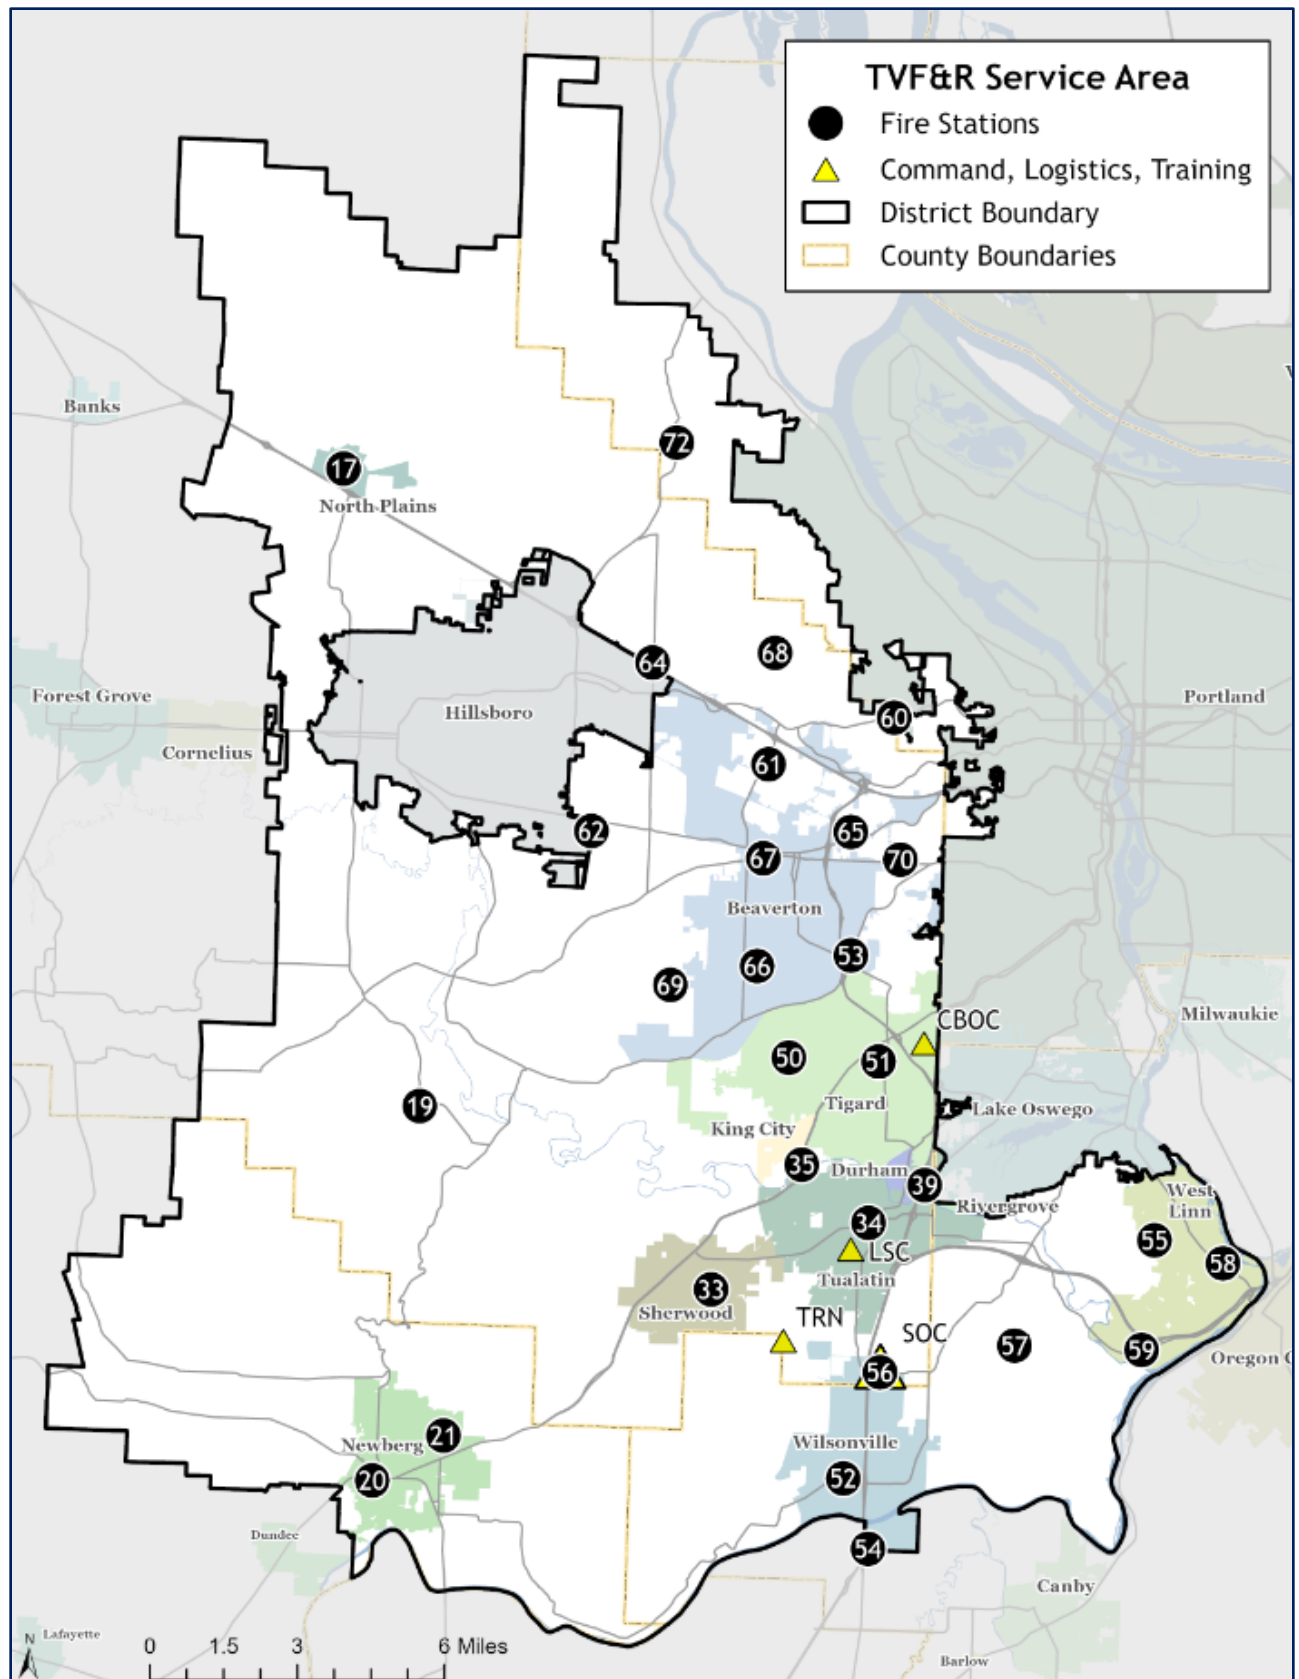 TVF&R Service Area
Fire Stations
Command, Logistics, Training
District Boundary
County Boundaries
Banks
72
17
North Plains
64
68
Forest Grove
Hillsboro
60
Portland
Cornelius
61
62
65
67
70
Beaverton
53
66
69
CBOC
Milwaukie
50
51
19
Tigard
Lake Oswego
King City
35
Durham
39
West
Linn
Rivergrove
34
55
LSC
58
Tualatin
33
Sherwood
TRN
SOC
57
59
Oregon C
56
21
Newberg
Wilsonville
20
52
Dundee
54
Canby
N
Lafayette
0 1.5 3 6 Miles
Barlow